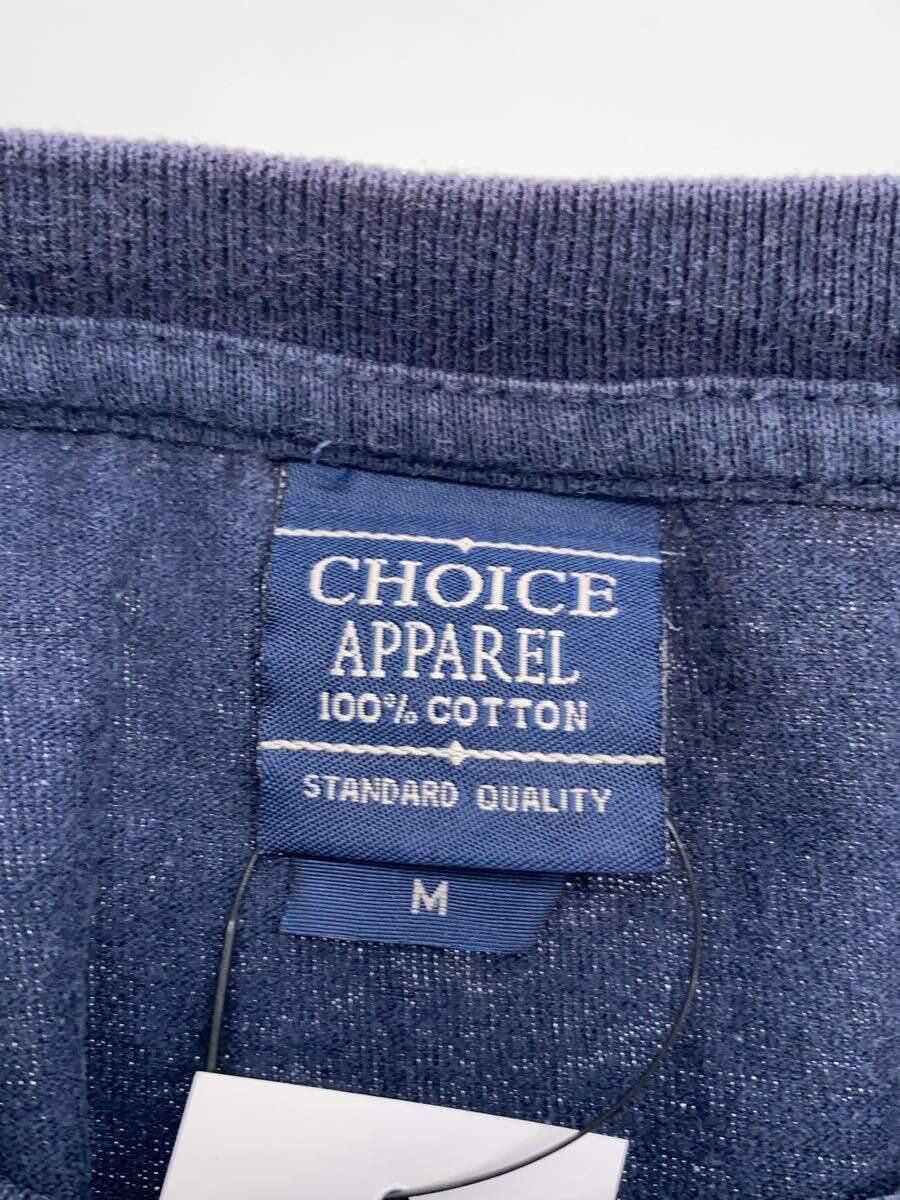 CHOICE
APPAREL
100% COTTON
STANDARD QUALITY
M